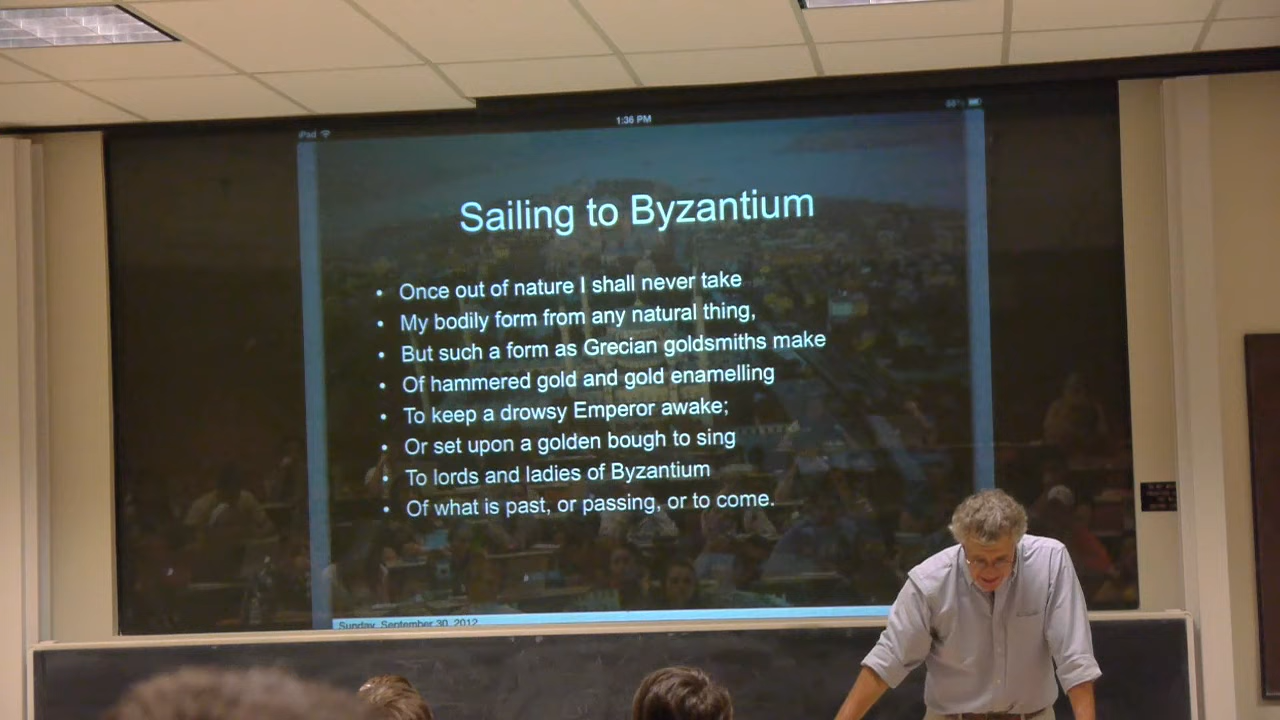 iPad
1:36 PM
Sailing to Byzantium
• Once out of nature I shall never take
• My bodily form from any natural thing,
• But such a form as Grecian goldsmiths make
• Of hammered gold and gold enamelling
• To keep a drowsy Emperor awake;
• Or set upon a golden bough to sing
• To lords and ladies of Byzantium
• Of what is past, or passing, or to come.
Sunday, September 30, 2012